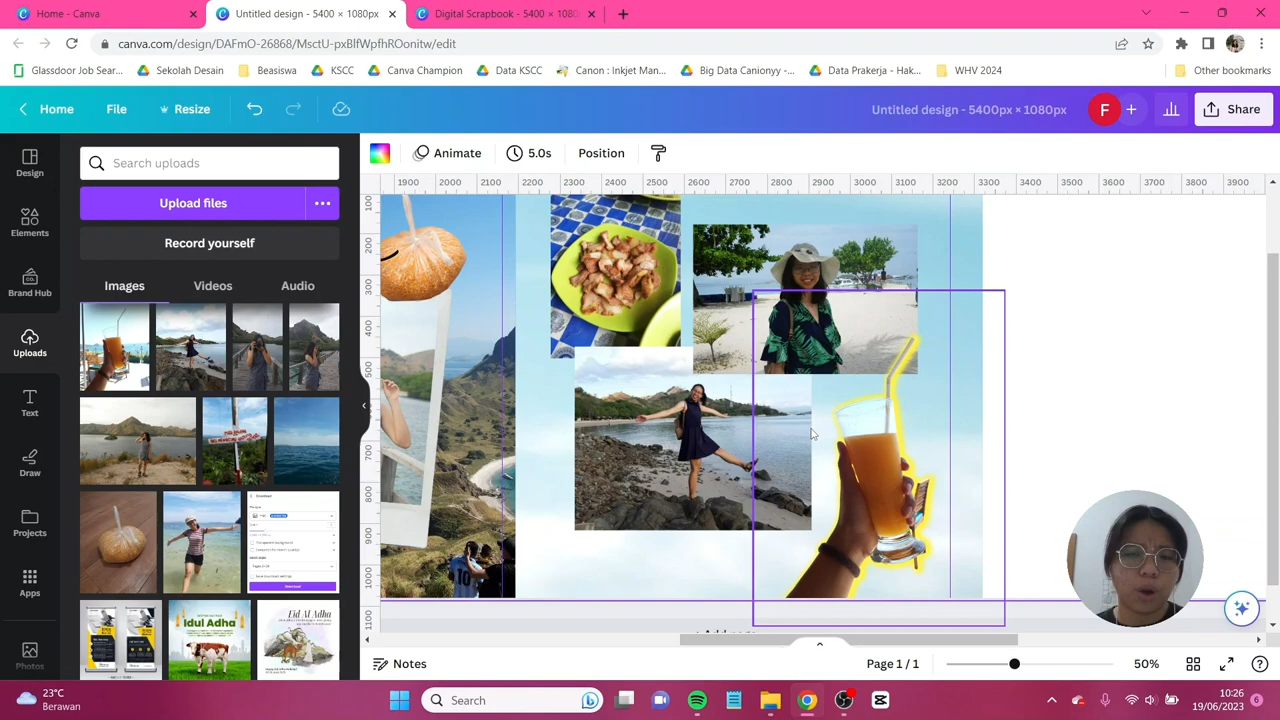 Home - Canva
Untitled design - 5400 × 1080px
Digital Scrapbook - 5400 × 1080
canva.com/design/DAFmO-26868/MsctU-pxBlfWpfhROonitw/edit
Glassdoor Job Sear...
Sekolah Desain
Beasiswa
KSCC
Canva Champion
Data KSCC
Canon : Inkjet Man...
Big Data Canionyy -...
Data Prakerja - Hak...
WHV 2024
Other bookmarks
Home
File
Resize
Untitled design - 5400px × 1080px
F
Share
Design
Elements
Brand Hub
Uploads
Text
Draw
Projects
Apps
Photos
Search uploads
Upload files
Record yourself
Images
Videos
Audio
Download
Idul Adha
Eid Al Adha
Animate
5.0s
Position
1900 2000 2100 2200 2300 2400 2500 2600 2700 2800 2900 3000 3100 3200 3300 3400 3500 3600 3700 3800 3900
100
200
300
400
500
600
700
800
900
1000
1100
10
Notes
Page 1 / 1
50%
23°C
Berawan
Search
10:26
19/06/2023
6